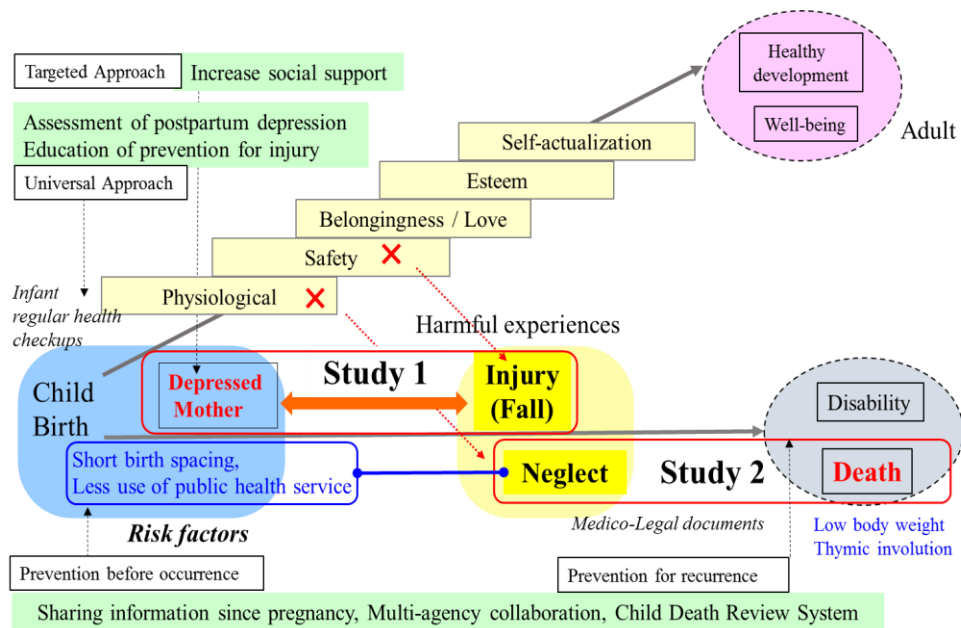 Targeted Approach
Increase social support
Assessment of postpartum depression
Education of prevention for injury
Universal Approach
Healthy
development
Well-being
Adult
Self-actualization
Esteem
Belongingness / Love
Safety
Physiological
Infant
regular health
checkups
Harmful experiences
Child
Birth
Depressed
Mother
Study 1
Injury
(Fall)
Disability
Short birth spacing,
Less use of public health service
Neglect
Study 2
Death
Risk factors
Medico-Legal documents
Low body weight
Thymic involution
Prevention before occurrence
Prevention for recurrence
Sharing information since pregnancy, Multi-agency collaboration, Child Death Review System